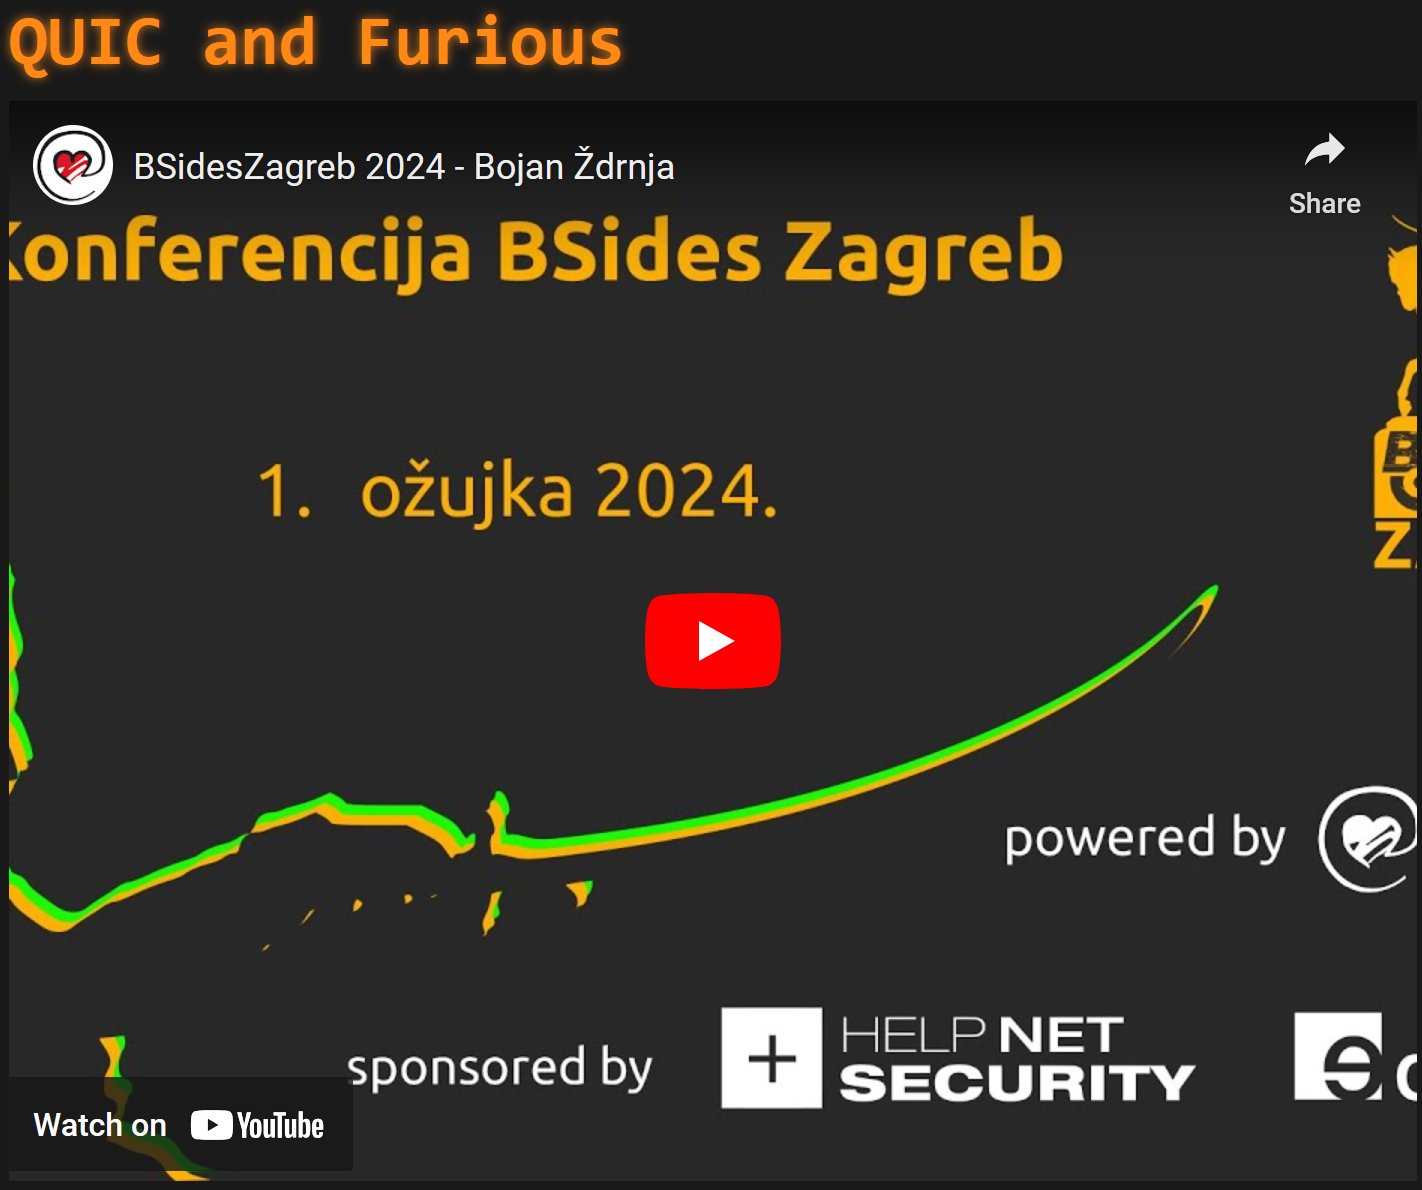 QUIC and Furious
BSidesZagreb 2024 - Bojan Ždrnja
Share
Konferencija BSides Zagreb
1. ožujka 2024.
powered by
sponsored by
HELP NET
SECURITY
Watch on YouTube